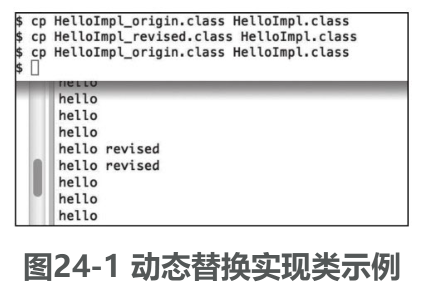 $ cp HelloImpl_origin.class HelloImpl.class
$ cp HelloImpl_revised.class HelloImpl.class
$ cp HelloImpl_origin.class HelloImpl.class
$
hello
hello
hello
hello
hello revised
hello revised
hello
hello
hello
图24-1 动态替换实现类示例